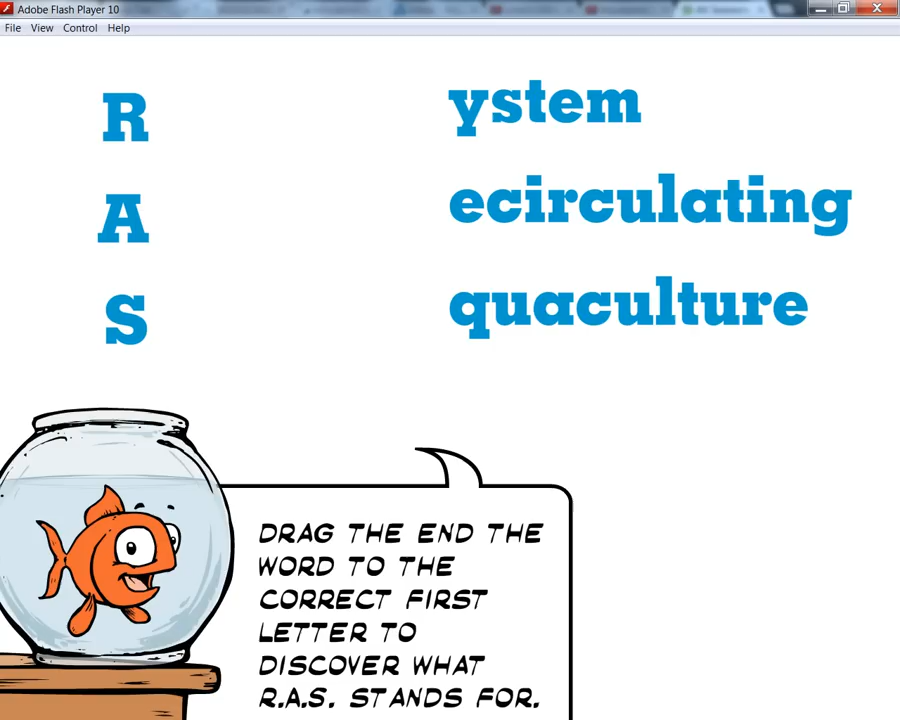 Adobe Flash Player 10
File View Control Help
R
ystem
A
ecirculating
S
quaculture
DRAG THE END THE
WORD TO THE
CORRECT FIRST
LETTER TO
DISCOVER WHAT
R.A.S. STANDS FOR.